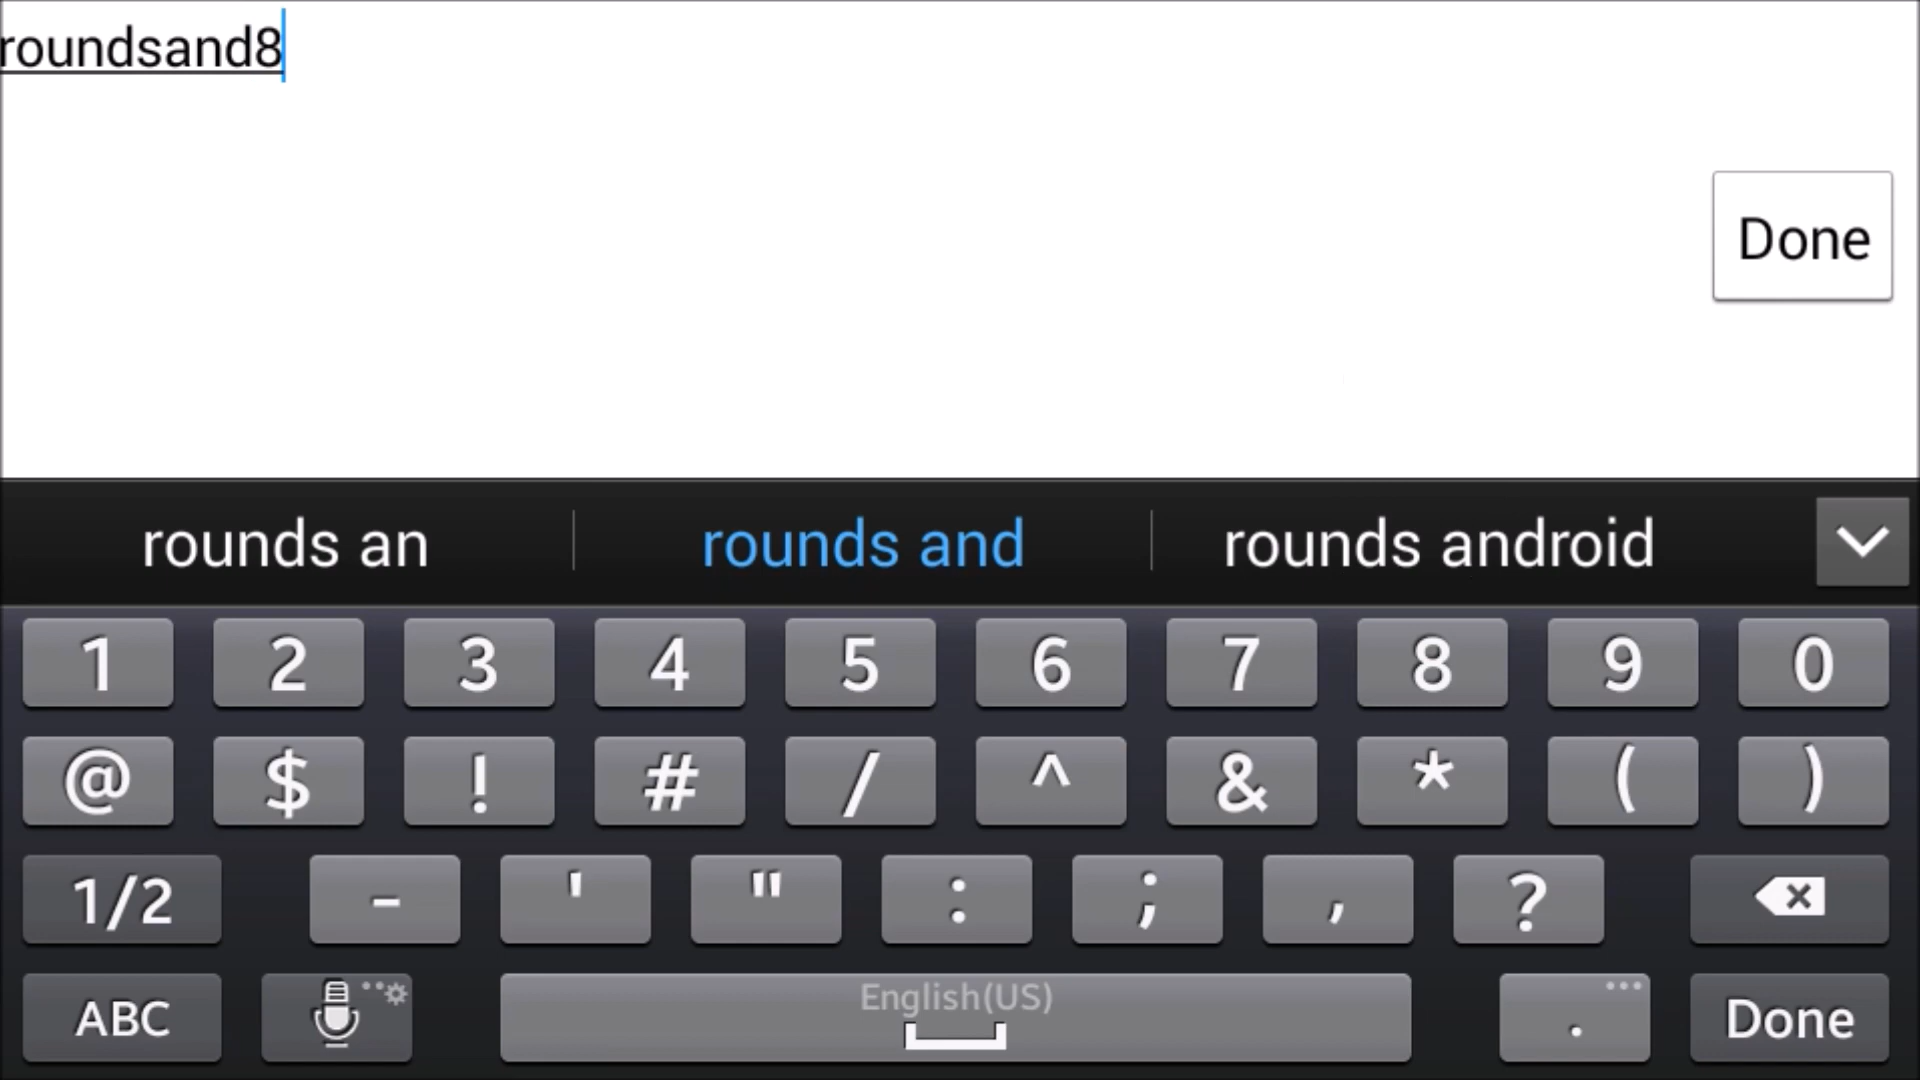 roundsand8
Done
rounds an rounds and rounds android
1 2 3 4 5 6 7 8 9 0
@ $ ! # / ^ & * ( )
1/2 - ' " : ; , ?
ABC English(US) . Done